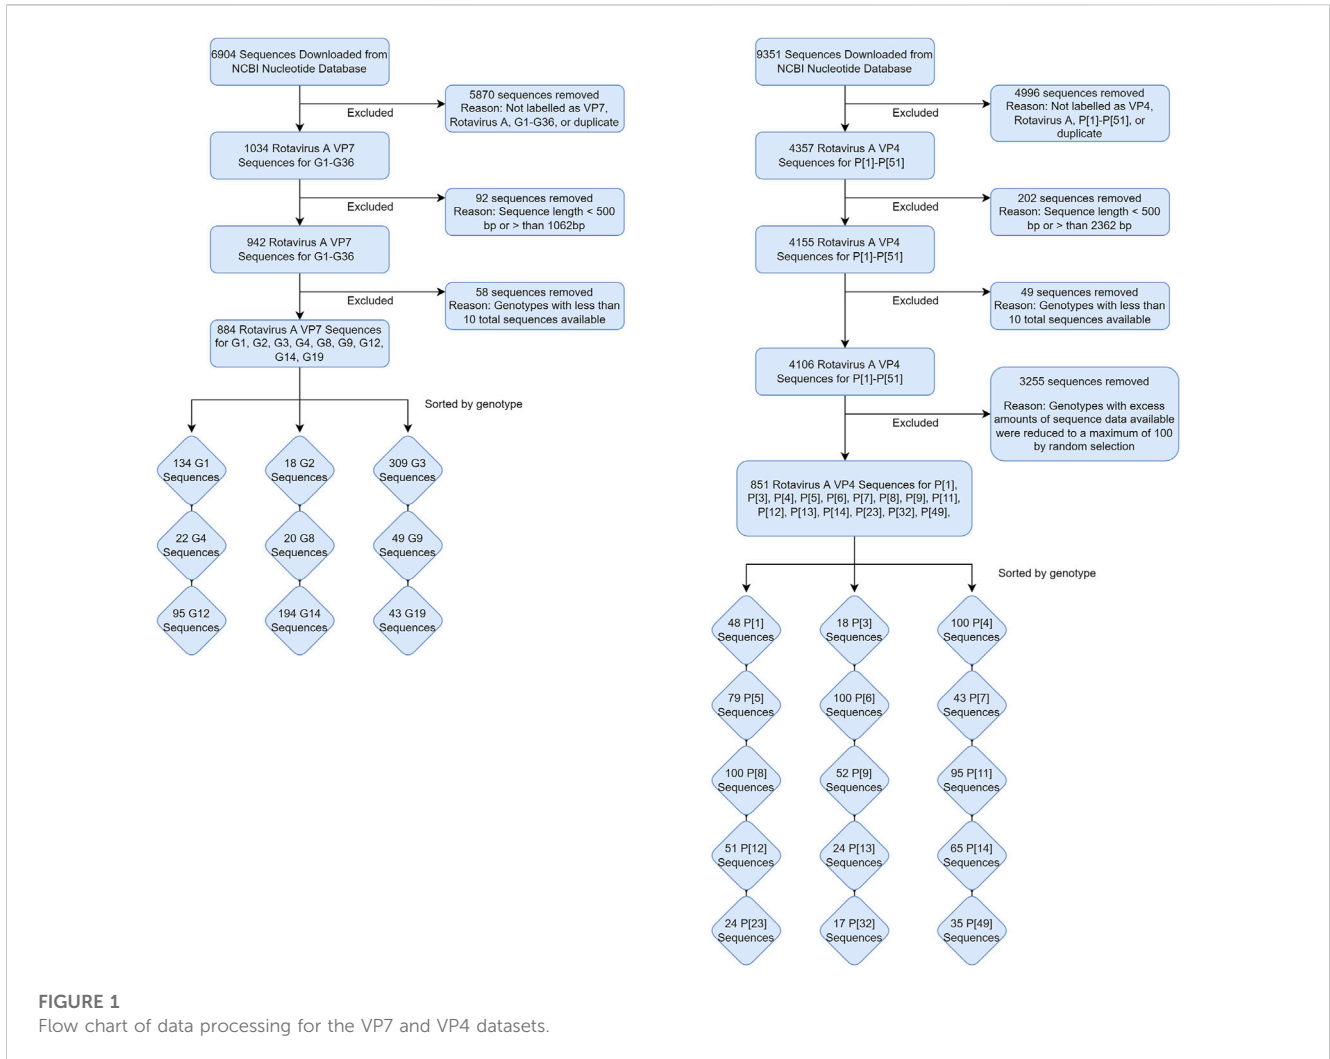 6904 Sequences Downloaded from
NCBI Nucleotide Database
5870 sequences removed
Reason: Not labelled as VP7,
Rotavirus A, G1-G36, or duplicate
Excluded
1034 Rotavirus A VP7
Sequences for G1-G36
92 sequences removed
Reason: Sequence length < 500
bp or > than 1062bp
Excluded
942 Rotavirus A VP7
Sequences for G1-G36
58 sequences removed
Reason: Genotypes with less than
10 total sequences available
Excluded
884 Rotavirus A VP7 Sequences
for G1, G2, G3, G4, G8, G9, G12,
G14, G19
Sorted by genotype
134 G1
Sequences
18 G2
Sequences
309 G3
Sequences
22 G4
Sequences
20 G8
Sequences
49 G9
Sequences
95 G12
Sequences
194 G14
Sequences
43 G19
Sequences
9351 Sequences Downloaded from
NCBI Nucleotide Database
4996 sequences removed
Reason: Not labelled as VP4,
Rotavirus A, P[1]-P[51], or
duplicate
Excluded
4357 Rotavirus A VP4
Sequences for P[1]-P[51]
202 sequences removed
Reason: Sequence length < 500
bp or > than 2362 bp
Excluded
4155 Rotavirus A VP4
Sequences for P[1]-P[51]
49 sequences removed
Reason: Genotypes with less than
10 total sequences available
Excluded
4106 Rotavirus A VP4
Sequences for P[1]-P[51]
3255 sequences removed
Reason: Genotypes with excess
amounts of sequence data available
were reduced to a maximum of 100
by random selection
Excluded
851 Rotavirus A VP4 Sequences for P[1],
P[3], P[4], P[5], P[6], P[7], P[8], P[9], P[11],
P[12], P[13], P[14], P[23], P[32], P[49],
Sorted by genotype
48 P[1]
Sequences
18 P[3]
Sequences
100 P[4]
Sequences
79 P[5]
Sequences
100 P[6]
Sequences
43 P[7]
Sequences
100 P[8]
Sequences
52 P[9]
Sequences
95 P[11]
Sequences
51 P[12]
Sequences
24 P[13]
Sequences
65 P[14]
Sequences
24 P[23]
Sequences
17 P[32]
Sequences
35 P[49]
Sequences
FIGURE 1
Flow chart of data processing for the VP7 and VP4 datasets.